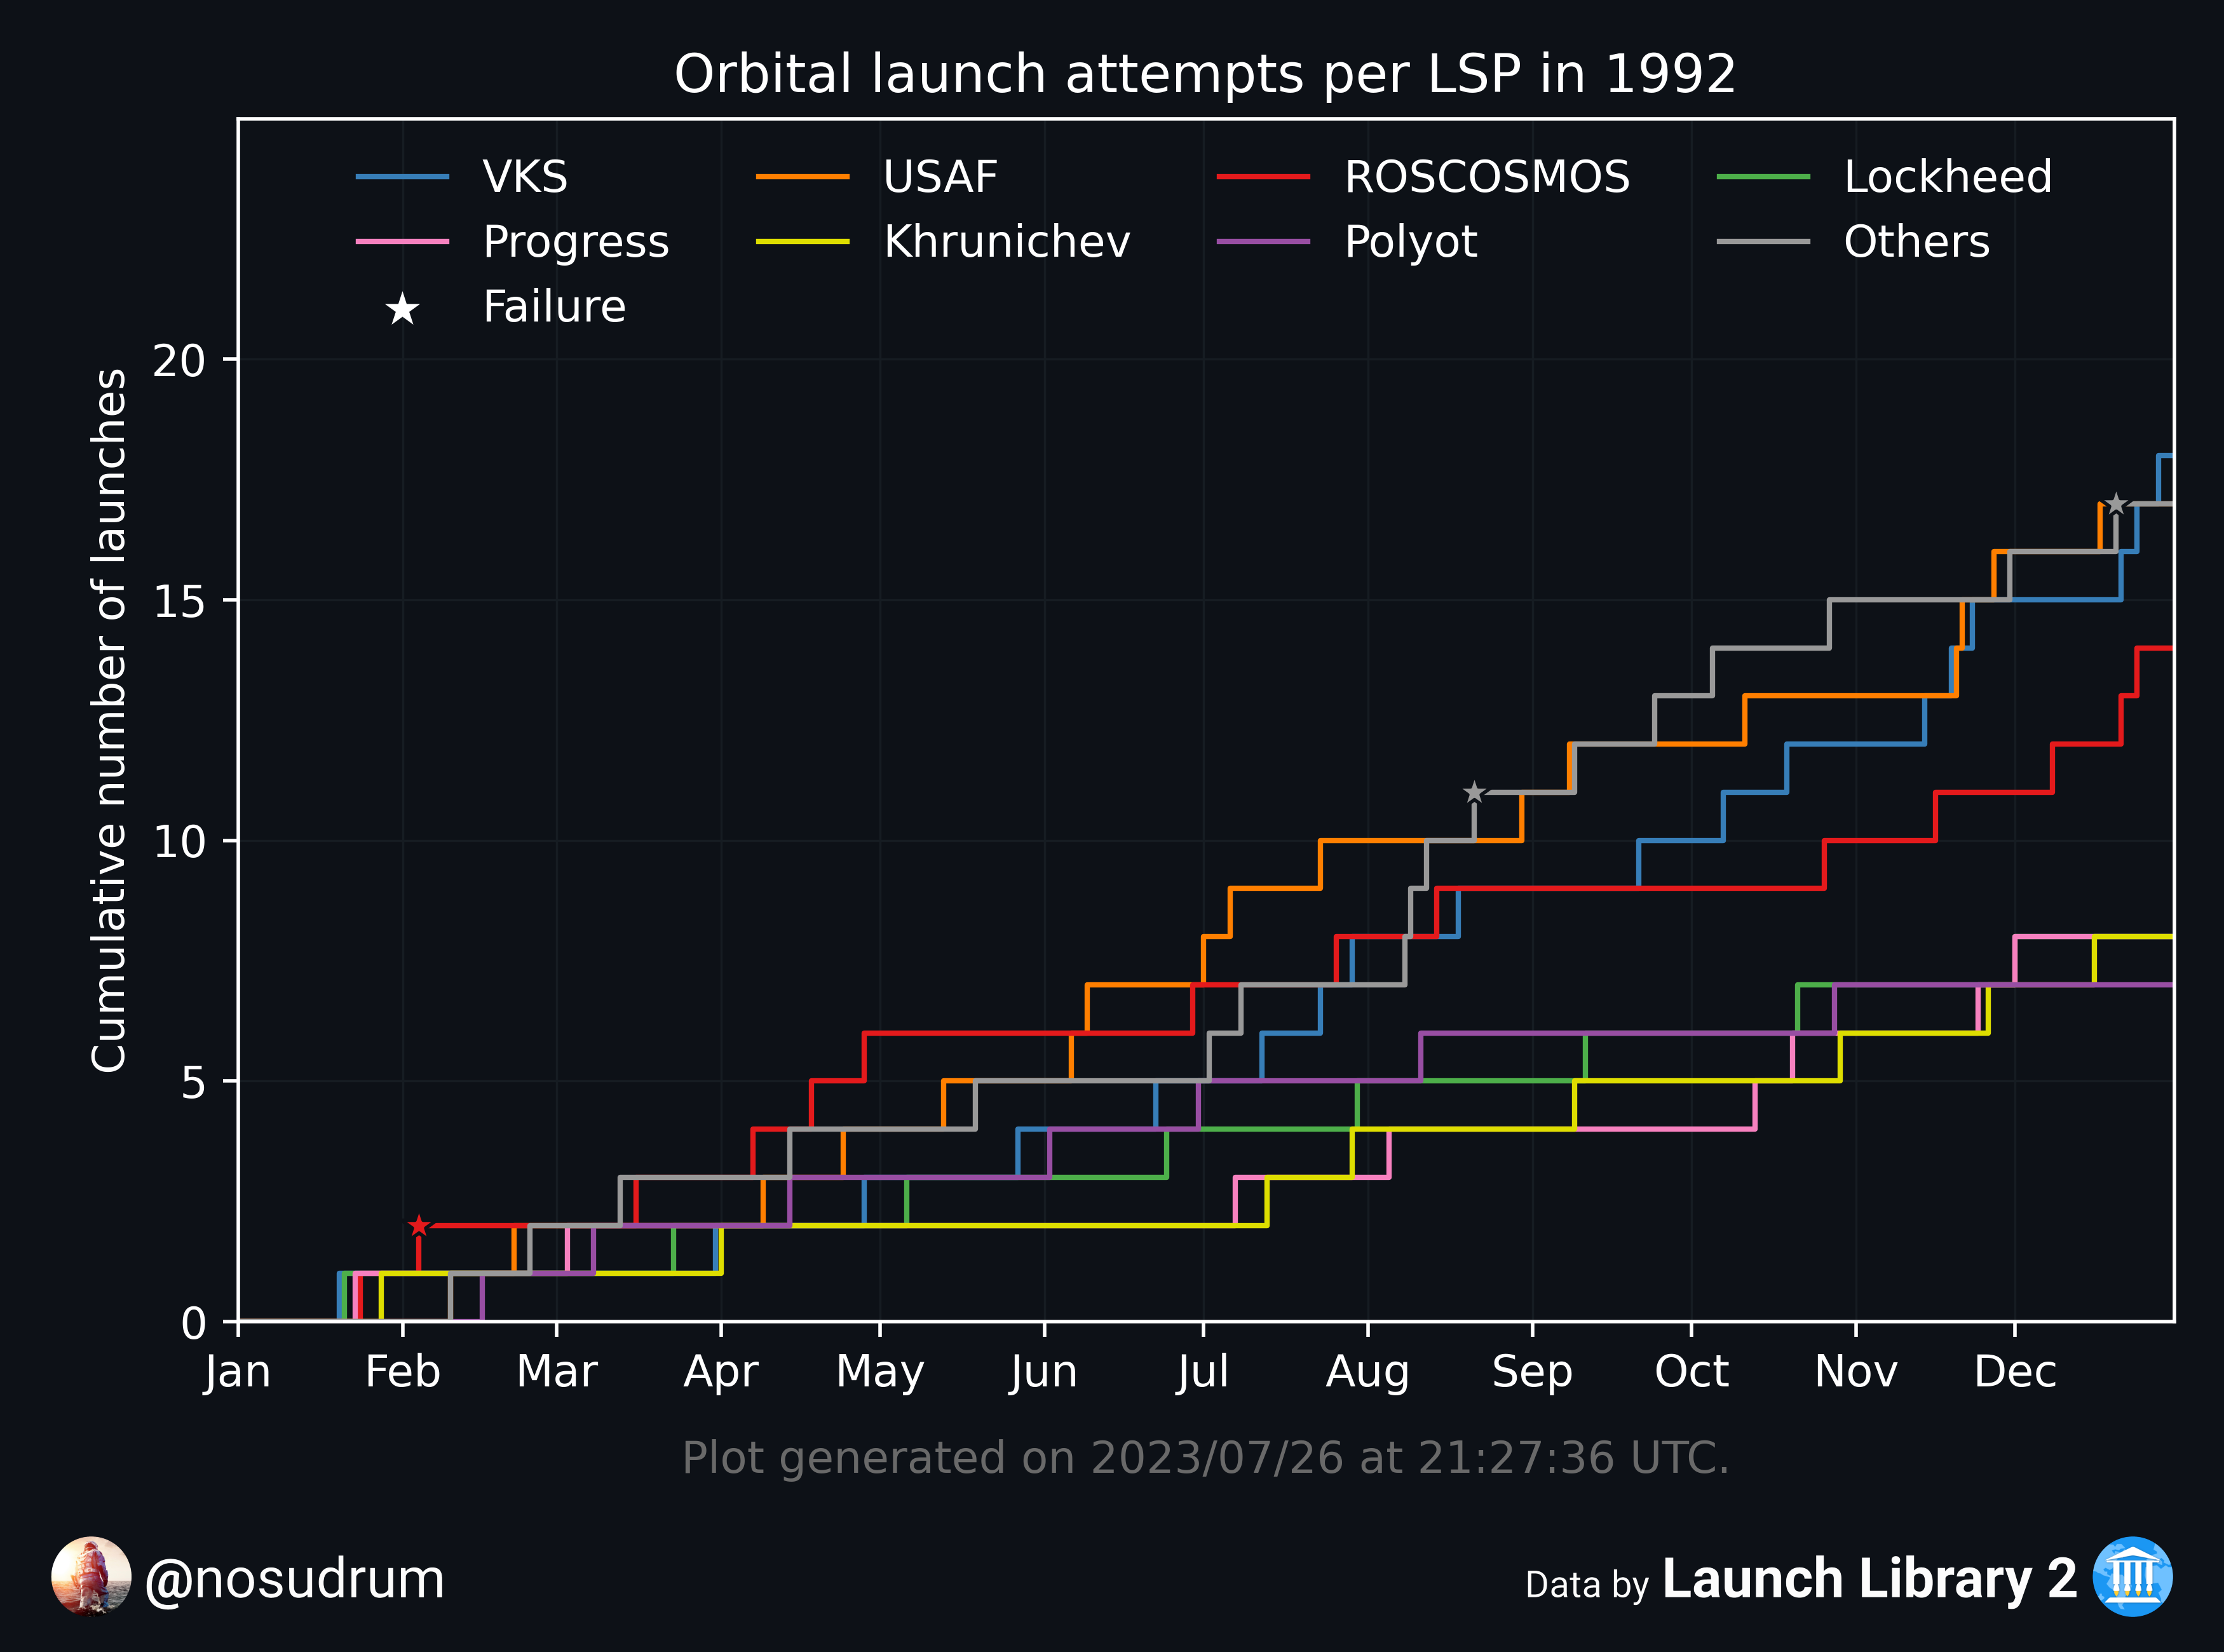 Orbital launch attempts per LSP in 1992
VKS USAF ROSCOSMOS Lockheed
Progress Khrunichev Polyot Others
Failure
Cumulative number of launches
20
15
10
5
0
Jan Feb Mar Apr May Jun Jul Aug Sep Oct Nov Dec
Plot generated on 2023/07/26 at 21:27:36 UTC.
@nosudrum
Data by Launch Library 2